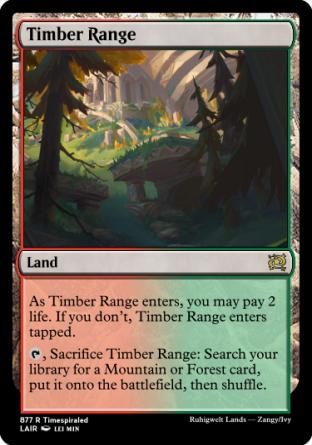 Timber Range
Land
As Timber Range enters, you may pay 2
life. If you don't, Timber Range enters
tapped.
, Sacrifice Timber Range: Search your
library for a Mountain or Forest card,
put it onto the battlefield, then shuffle.
877 R Timespiraled
Ruhigwelt Lands — Zangy/Ivy
LAIR LEI MIN